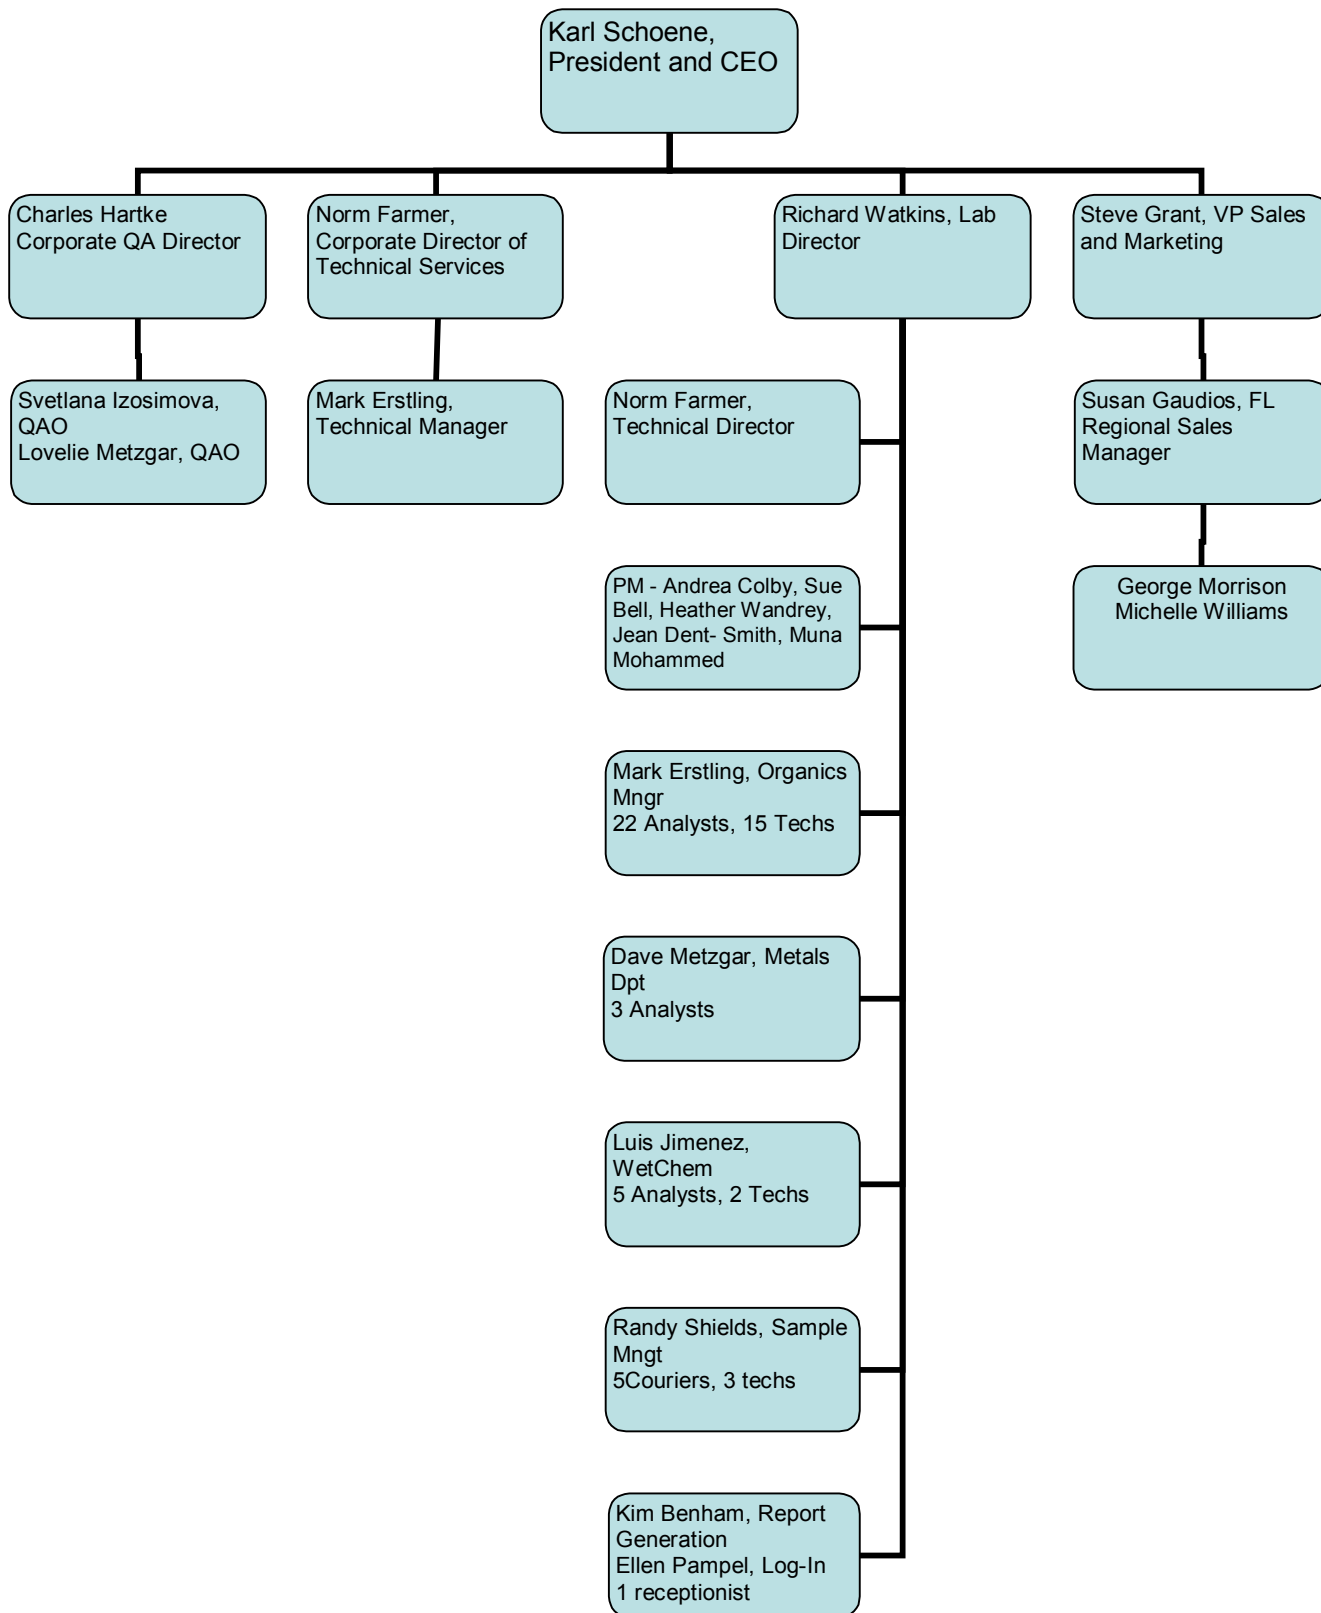 Karl Schoene,
President and CEO
Charles Hartke
Corporate QA Director
Norm Farmer,
Corporate Director of
Technical Services
Richard Watkins, Lab
Director
Steve Grant, VP Sales
and Marketing
Svetlana Izosimova,
QAO
Lovelie Metzgar, QAO
Mark Erstling,
Technical Manager
Norm Farmer,
Technical Director
Susan Gaudios, FL
Regional Sales
Manager
PM - Andrea Colby, Sue
Bell, Heather Wandrey,
Jean Dent- Smith, Muna
Mohammed
George Morrison
Michelle Williams
Mark Erstling, Organics
Mngr
22 Analysts, 15 Techs
Dave Metzgar, Metals
Dpt
3 Analysts
Luis Jimenez,
WetChem
5 Analysts, 2 Techs
Randy Shields, Sample
Mngt
5Couriers, 3 techs
Kim Benham, Report
Generation
Ellen Pampel, Log-In
1 receptionist